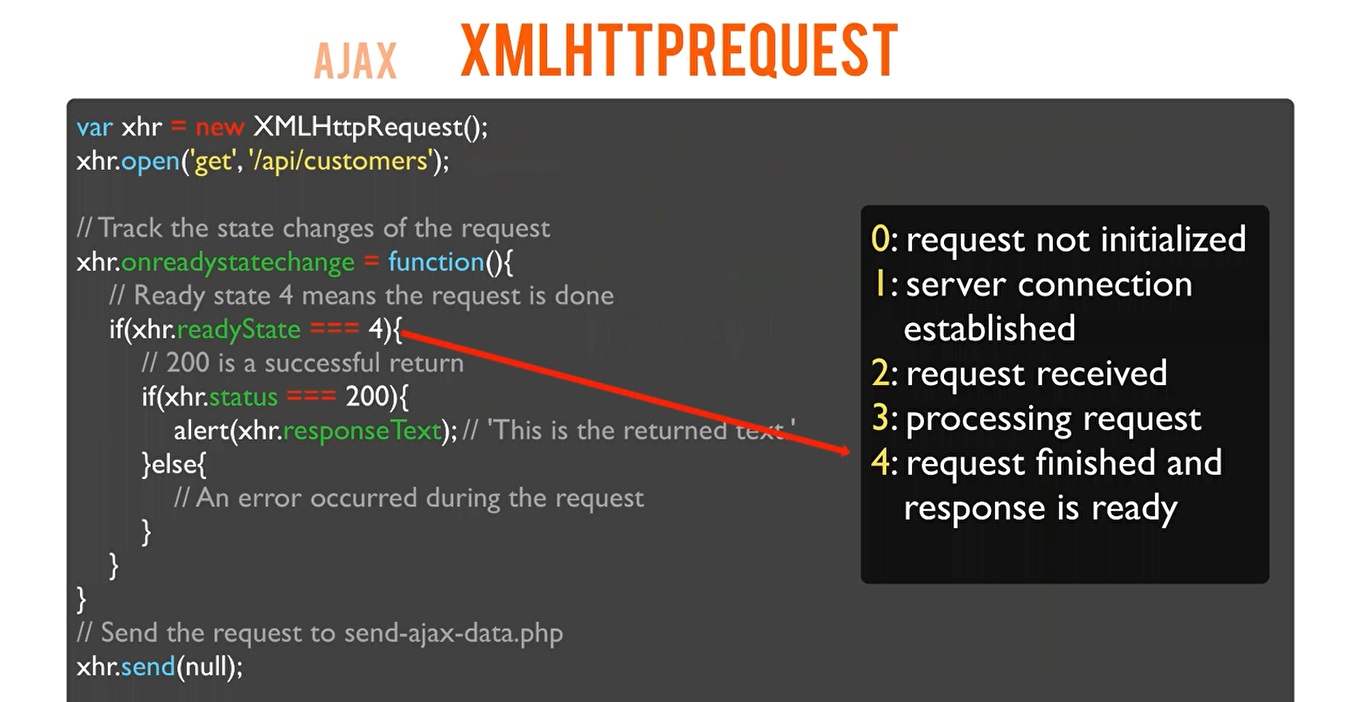 AJAX XMLHTTPREQUEST
var xhr = new XMLHttpRequest();
xhr.open('get', '/api/customers');
// Track the state changes of the request
xhr.onreadystatechange = function(){
// Ready state 4 means the request is done
if(xhr.readyState === 4){
// 200 is a successful return
if(xhr.status === 200){
alert(xhr.responseText); // 'This is the returned text.'
}else{
// An error occurred during the request
}
}
}
// Send the request to send-ajax-data.php
xhr.send(null);
0: request not initialized
1: server connection
established
2: request received
3: processing request
4: request finished and
response is ready